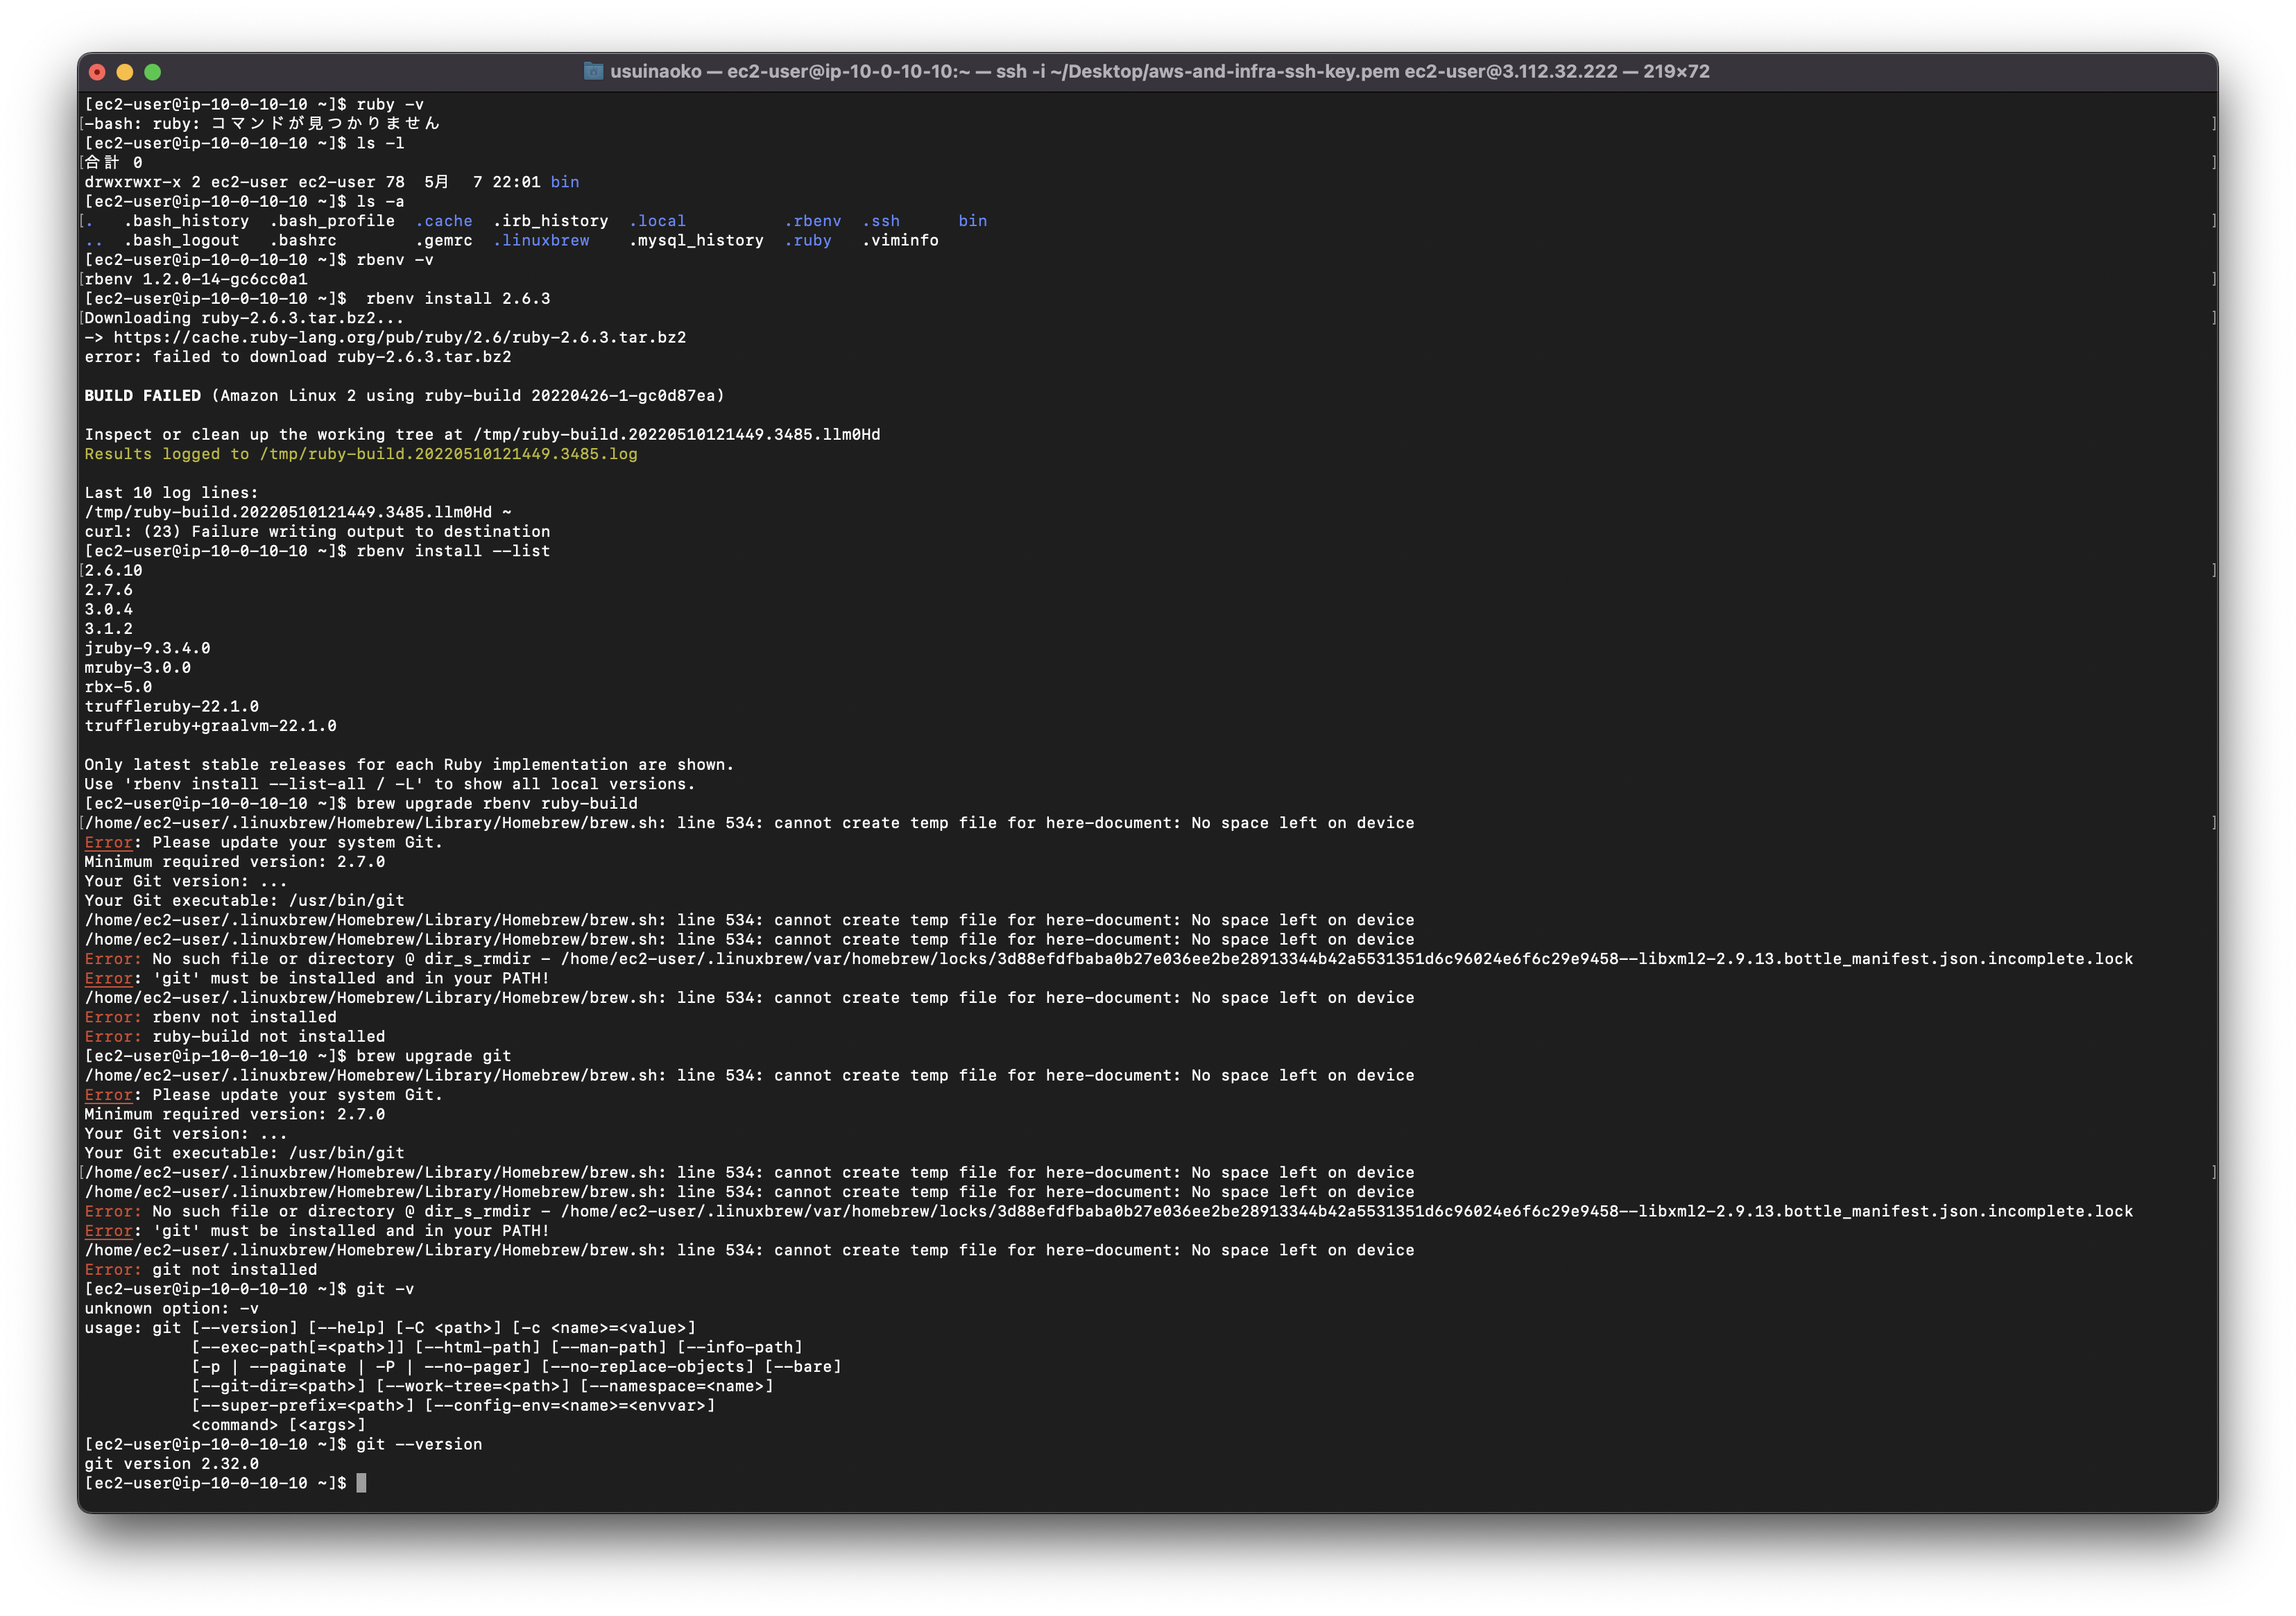 usuinaoko — ec2-user@ip-10-0-10-10:~ — ssh -i ~/Desktop/aws-and-infra-ssh-key.pem ec2-user@3.112.32.222 — 219×72
[ec2-user@ip-10-0-10-10 ~]$ ruby -v
-bash: ruby: コマンドが見つかりません
[ec2-user@ip-10-0-10-10 ~]$ ls -l
合計 0
drwxrwxr-x 2 ec2-user ec2-user 78  5月  7 22:01 bin
[ec2-user@ip-10-0-10-10 ~]$ ls -a
.   .bash_history  .bash_profile  .cache  .irb_history  .local          .rbenv  .ssh      bin
..  .bash_logout   .bashrc        .gemrc  .linuxbrew    .mysql_history  .ruby   .viminfo
[ec2-user@ip-10-0-10-10 ~]$ rbenv -v
rbenv 1.2.0-14-gc6cc0a1
[ec2-user@ip-10-0-10-10 ~]$  rbenv install 2.6.3
Downloading ruby-2.6.3.tar.bz2...
-> https://cache.ruby-lang.org/pub/ruby/2.6/ruby-2.6.3.tar.bz2
error: failed to download ruby-2.6.3.tar.bz2
BUILD FAILED (Amazon Linux 2 using ruby-build 20220426-1-gc0d87ea)
Inspect or clean up the working tree at /tmp/ruby-build.20220510121449.3485.llm0Hd
Results logged to /tmp/ruby-build.20220510121449.3485.log
Last 10 log lines:
/tmp/ruby-build.20220510121449.3485.llm0Hd ~
curl: (23) Failure writing output to destination
[ec2-user@ip-10-0-10-10 ~]$ rbenv install --list
2.6.10
2.7.6
3.0.4
3.1.2
jruby-9.3.4.0
mruby-3.0.0
rbx-5.0
truffleruby-22.1.0
truffleruby+graalvm-22.1.0
Only latest stable releases for each Ruby implementation are shown.
Use 'rbenv install --list-all / -L' to show all local versions.
[ec2-user@ip-10-0-10-10 ~]$ brew upgrade rbenv ruby-build
/home/ec2-user/.linuxbrew/Homebrew/Library/Homebrew/brew.sh: line 534: cannot create temp file for here-document: No space left on device
Error: Please update your system Git.
Minimum required version: 2.7.0
Your Git version: ...
Your Git executable: /usr/bin/git
/home/ec2-user/.linuxbrew/Homebrew/Library/Homebrew/brew.sh: line 534: cannot create temp file for here-document: No space left on device
/home/ec2-user/.linuxbrew/Homebrew/Library/Homebrew/brew.sh: line 534: cannot create temp file for here-document: No space left on device
Error: No such file or directory @ dir_s_rmdir - /home/ec2-user/.linuxbrew/var/homebrew/locks/3d88efdfbaba0b27e036ee2be28913344b42a5531351d6c96024e6f6c29e9458--libxml2-2.9.13.bottle_manifest.json.incomplete.lock
Error: 'git' must be installed and in your PATH!
/home/ec2-user/.linuxbrew/Homebrew/Library/Homebrew/brew.sh: line 534: cannot create temp file for here-document: No space left on device
Error: rbenv not installed
Error: ruby-build not installed
[ec2-user@ip-10-0-10-10 ~]$ brew upgrade git
/home/ec2-user/.linuxbrew/Homebrew/Library/Homebrew/brew.sh: line 534: cannot create temp file for here-document: No space left on device
Error: Please update your system Git.
Minimum required version: 2.7.0
Your Git version: ...
Your Git executable: /usr/bin/git
/home/ec2-user/.linuxbrew/Homebrew/Library/Homebrew/brew.sh: line 534: cannot create temp file for here-document: No space left on device
/home/ec2-user/.linuxbrew/Homebrew/Library/Homebrew/brew.sh: line 534: cannot create temp file for here-document: No space left on device
Error: No such file or directory @ dir_s_rmdir - /home/ec2-user/.linuxbrew/var/homebrew/locks/3d88efdfbaba0b27e036ee2be28913344b42a5531351d6c96024e6f6c29e9458--libxml2-2.9.13.bottle_manifest.json.incomplete.lock
Error: 'git' must be installed and in your PATH!
/home/ec2-user/.linuxbrew/Homebrew/Library/Homebrew/brew.sh: line 534: cannot create temp file for here-document: No space left on device
Error: git not installed
[ec2-user@ip-10-0-10-10 ~]$ git -v
unknown option: -v
usage: git [--version] [--help] [-C <path>] [-c <name>=<value>]
           [--exec-path[=<path>]] [--html-path] [--man-path] [--info-path]
           [-p | --paginate | -P | --no-pager] [--no-replace-objects] [--bare]
           [--git-dir=<path>] [--work-tree=<path>] [--namespace=<name>]
           [--super-prefix=<path>] [--config-env=<name>=<envvar>]
           <command> [<args>]
[ec2-user@ip-10-0-10-10 ~]$ git --version
git version 2.32.0
[ec2-user@ip-10-0-10-10 ~]$